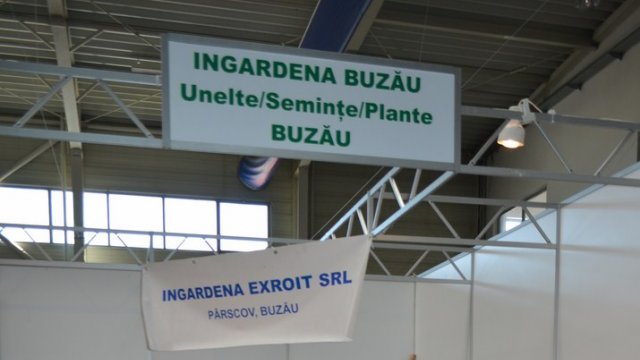 INGARDENA BUZĂU
Unelte/Semințe/Plante
BUZĂU
INGARDENA EXROIT SRL
PÂRSCOV, BUZĂU